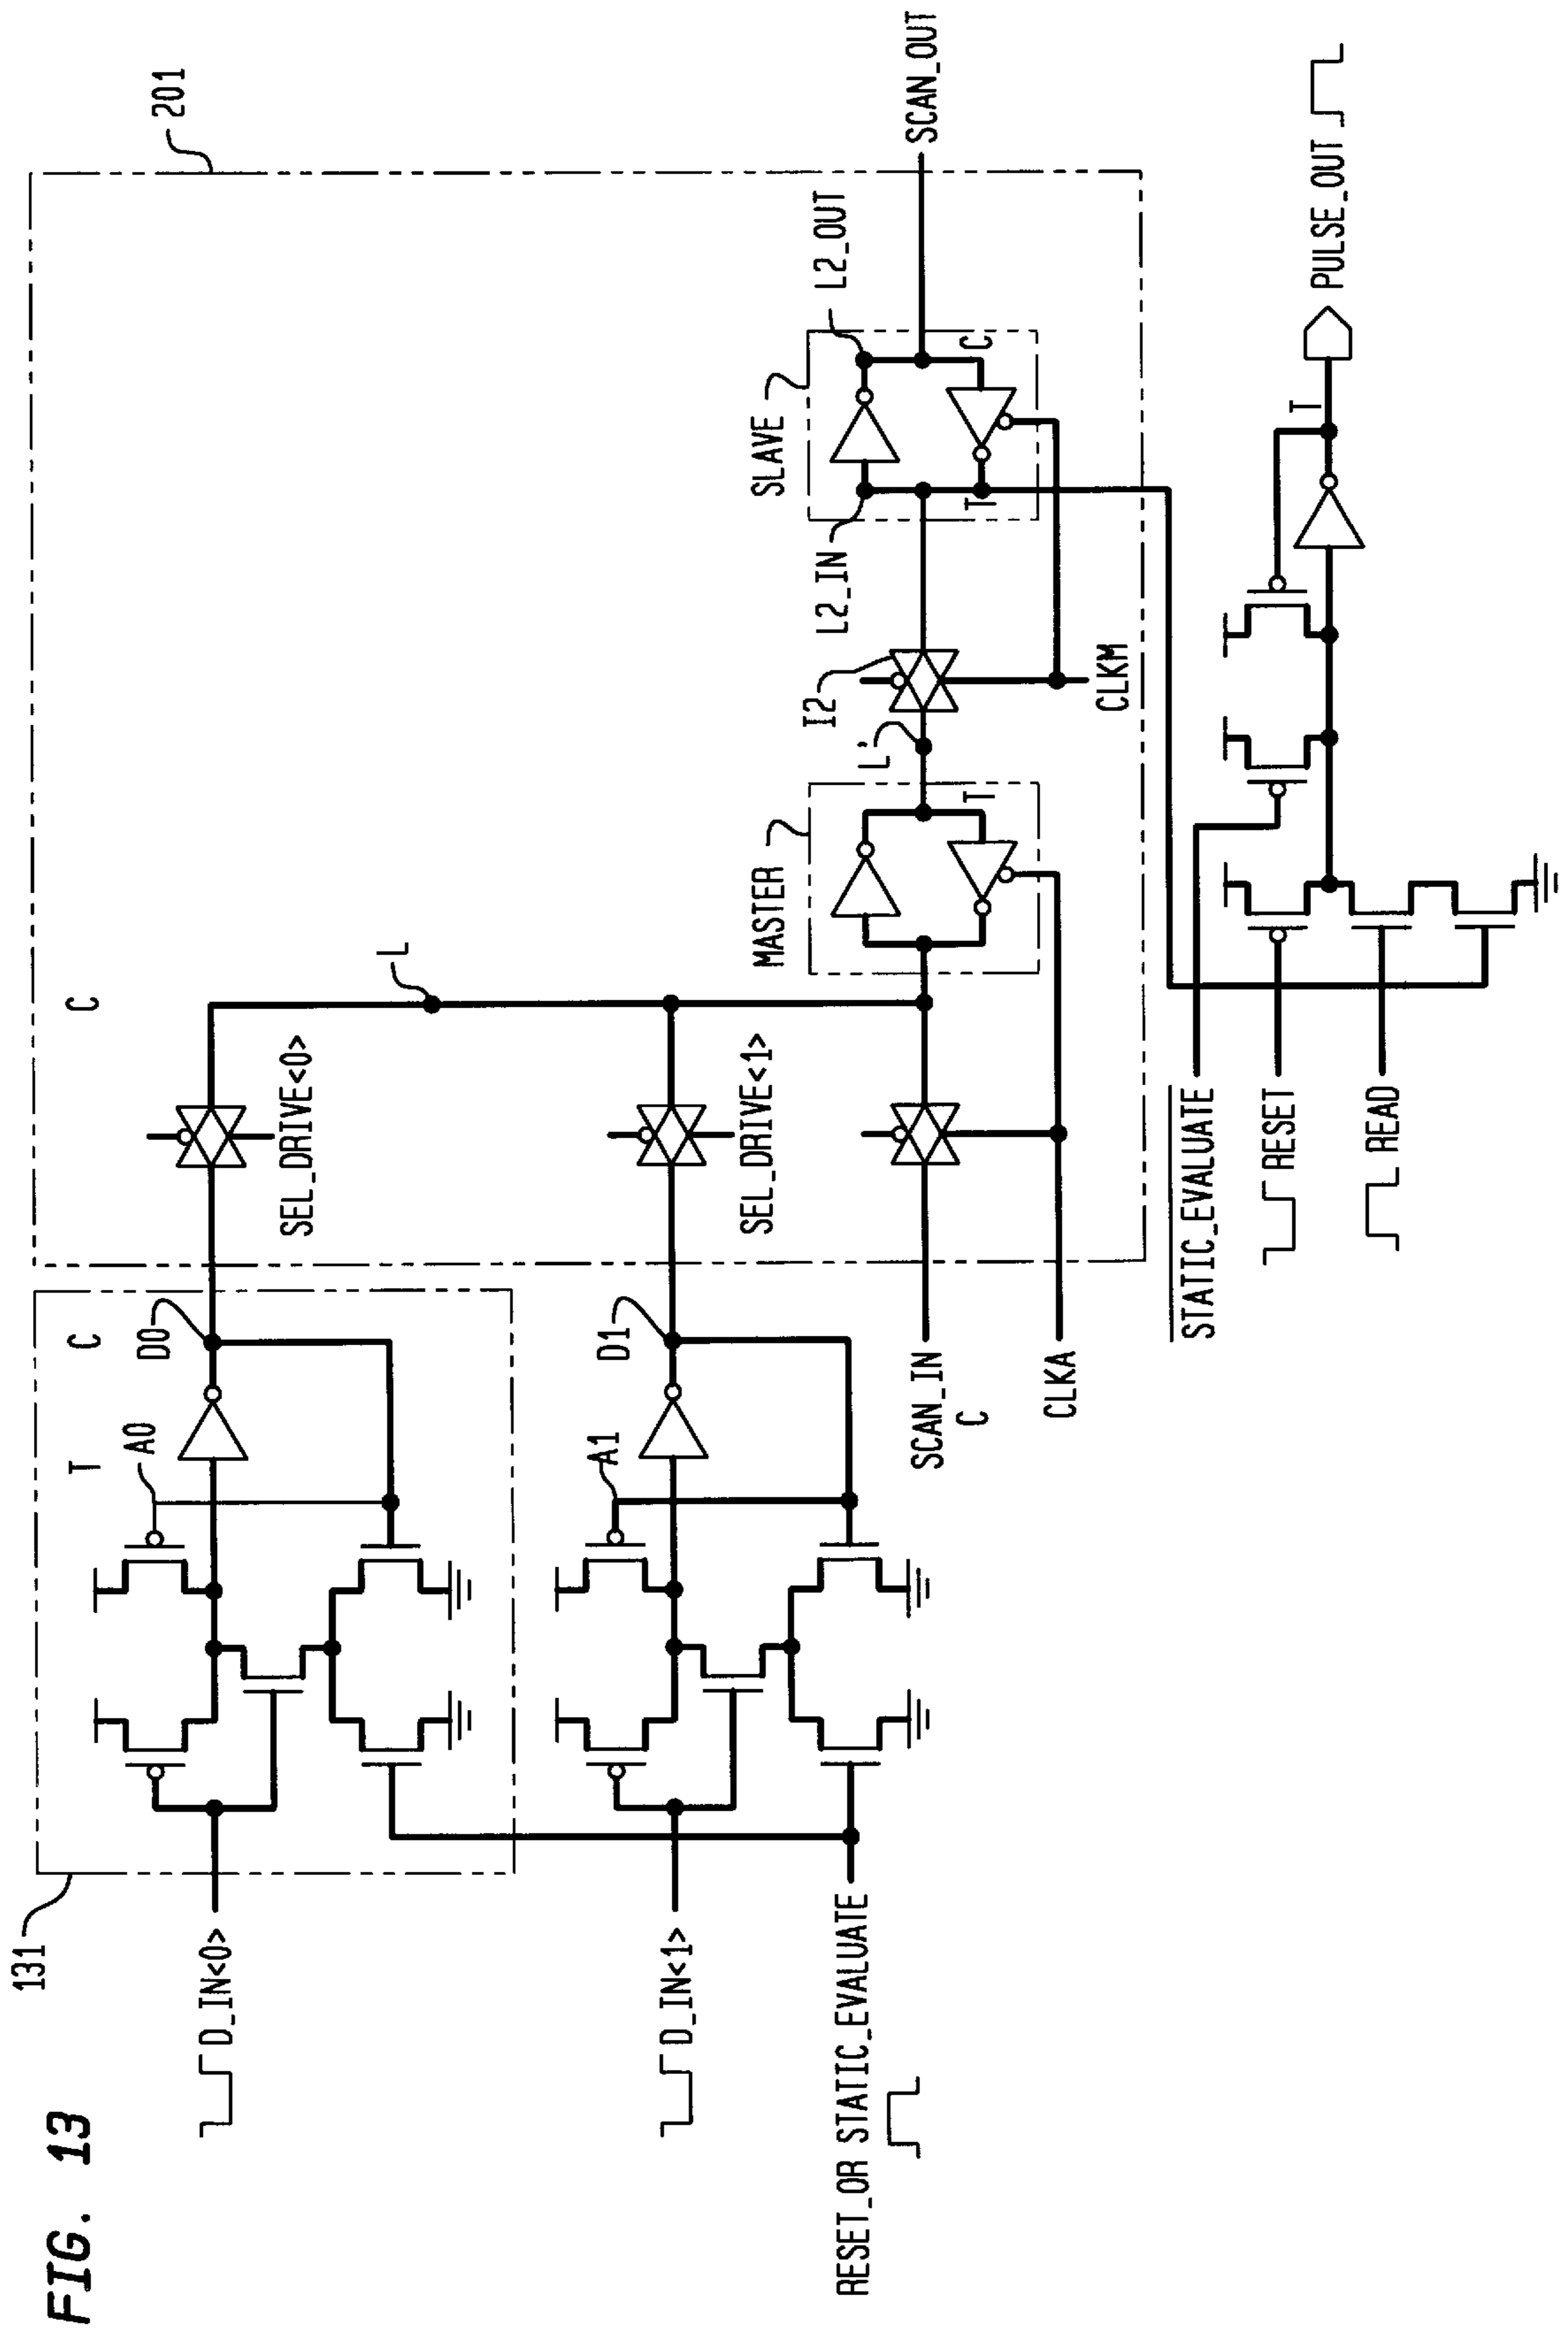 FIG. 13
131
D_IN<0>
D_IN<1>
RESET_OR STATIC_EVALUATE
T
C
A0
D0
A1
D1
SCAN_IN
C
CLKA
201
C
SEL_DRIVE<0>
L
SEL_DRIVE<1>
MASTER
T
L'
I2
CLKM
L2_IN
SLAVE
T
C
L2_OUT
SCAN_OUT
STATIC_EVALUATE
RESET
READ
T
PULSE_OUT